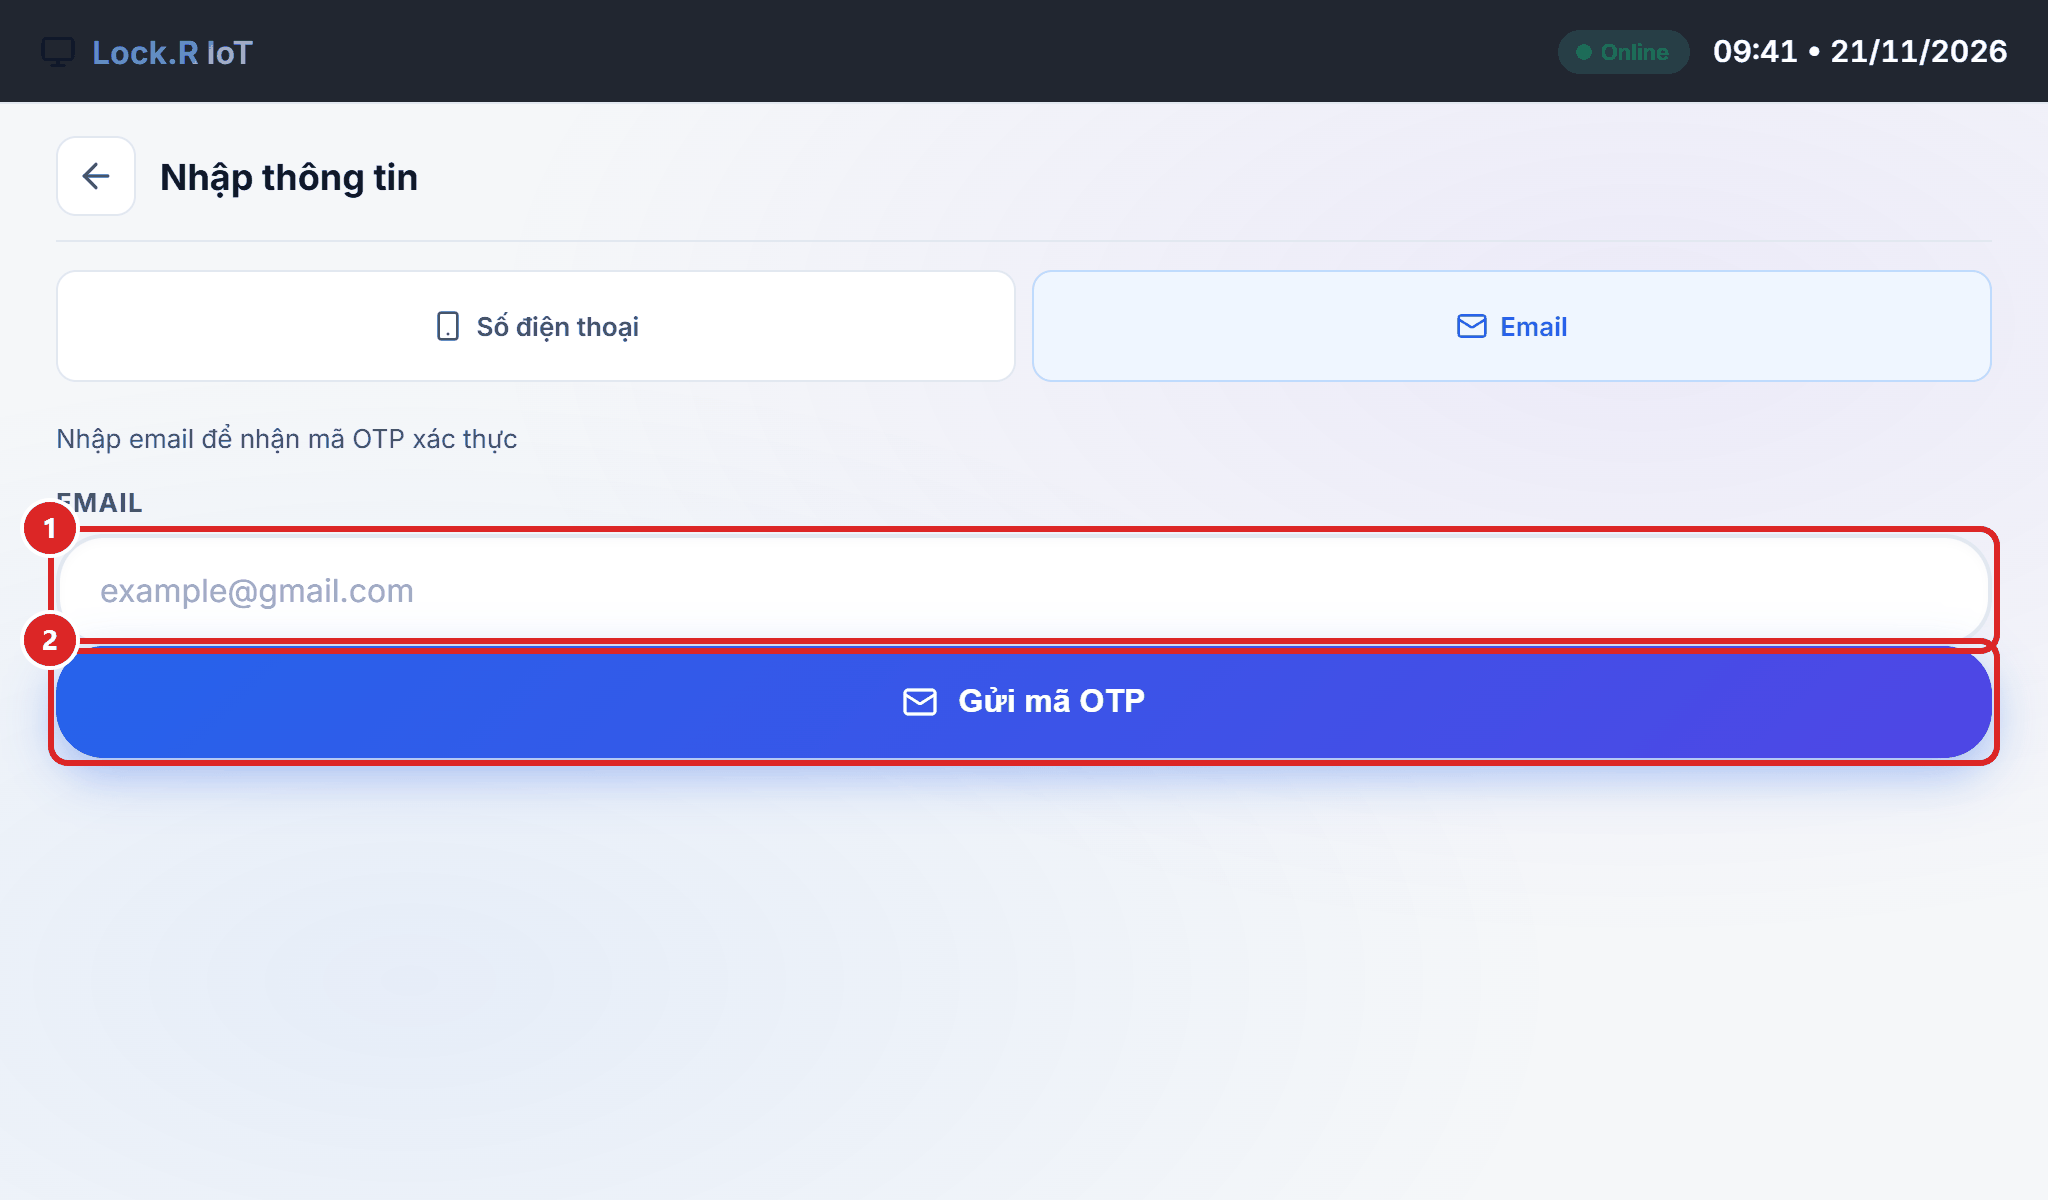 Lock.R IoT
Online
09:41 • 21/11/2026
Nhập thông tin
Số điện thoại
Email
Nhập email để nhận mã OTP xác thực
EMAIL
1
example@gmail.com
2
Gửi mã OTP